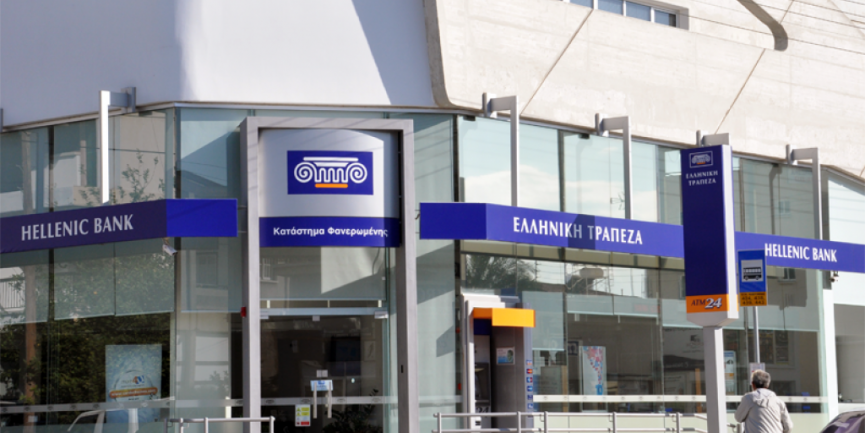 HELLENIC BANK
Κατάστημα Φανερωμένης
ΕΛΛΗΝΙΚΗ ΤΡΑΠΕΖΑ
ΕΛΛΗΝΙΚΗ
ΤΡΑΠΕΖΑ
ATM 24
HELLENIC BANK